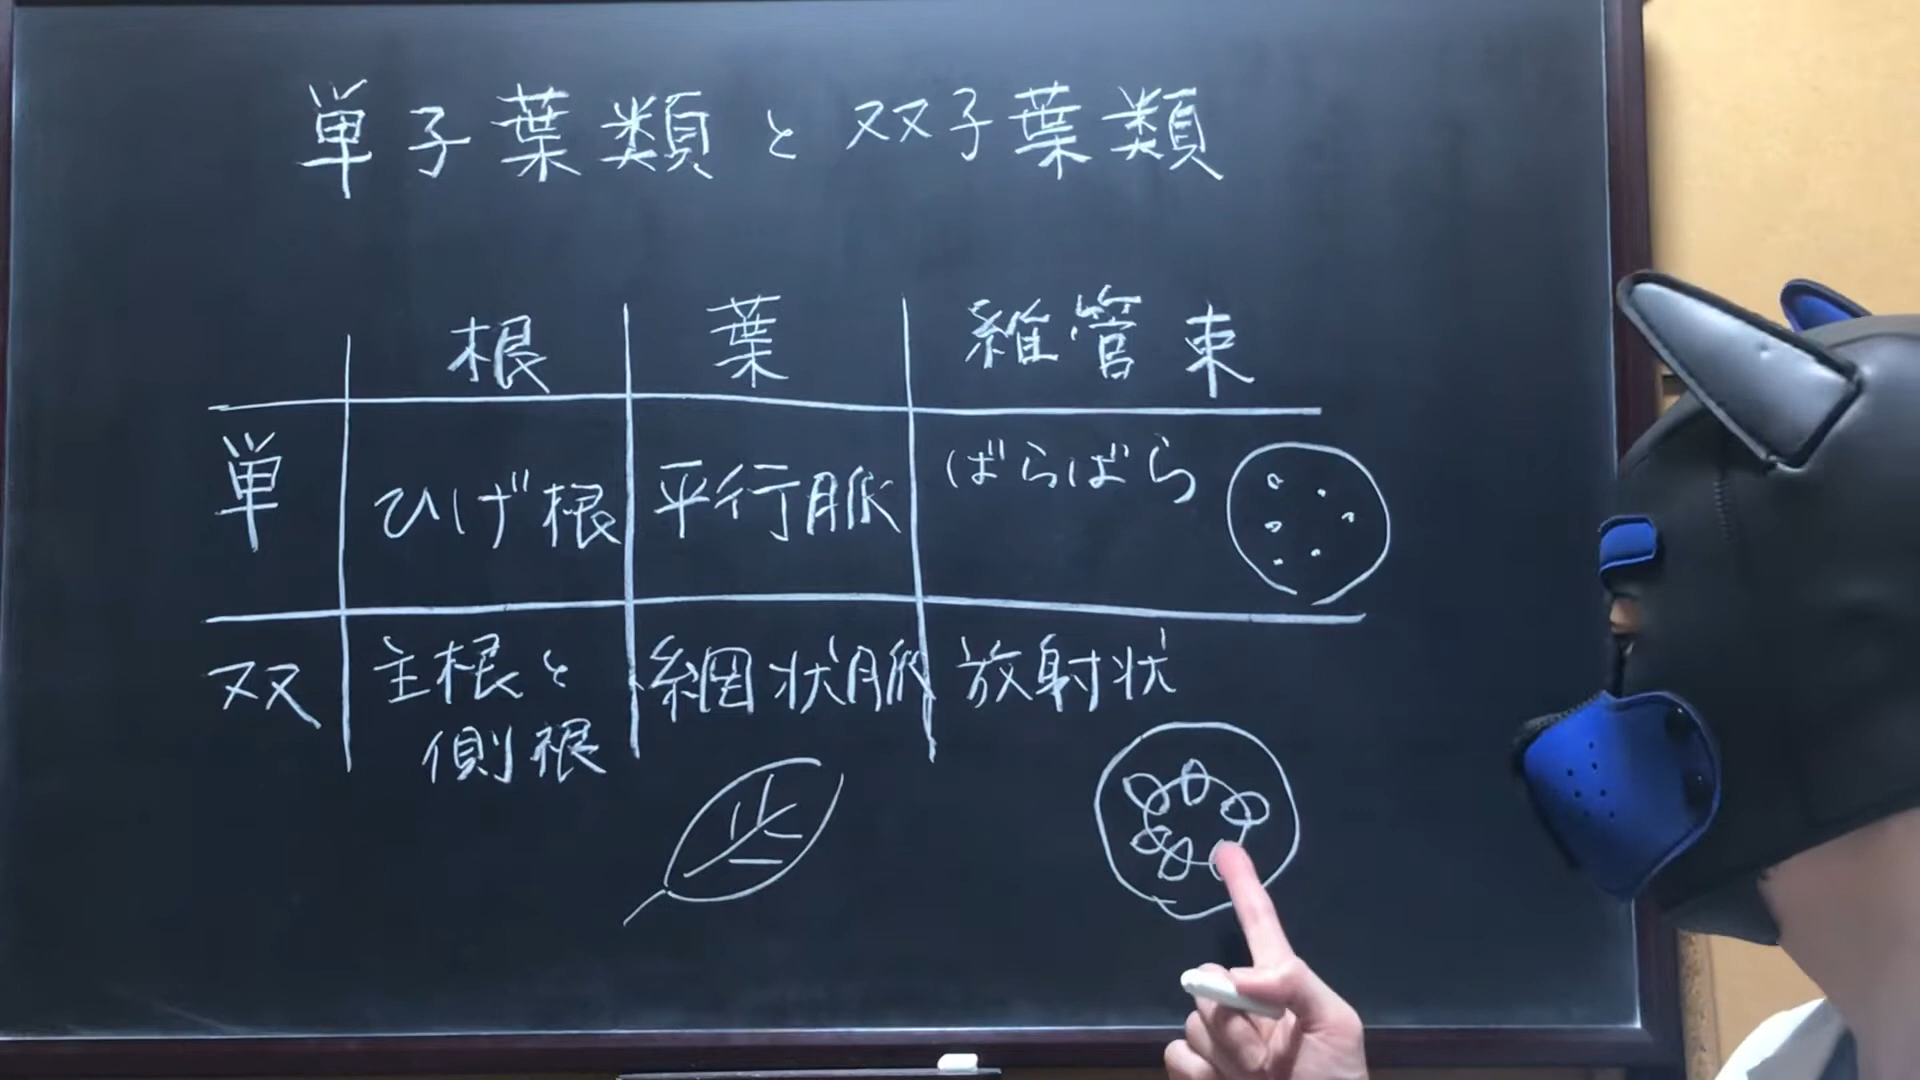 単子葉類と双子葉類
根 葉 維管束
単 ひげ根 平行脈 ばらばら
双 主根と側根 網状脈 放射状